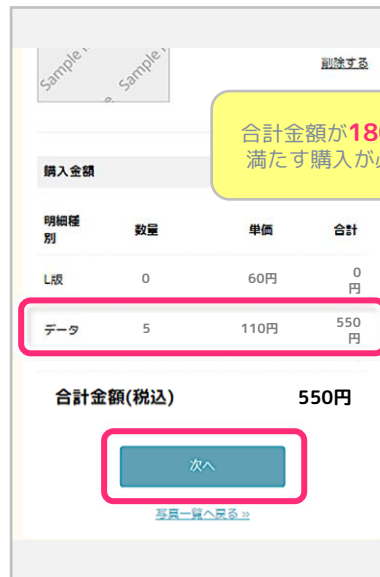 Sample
Sample
削除する
合計金額が18
満たす購入が
購入金額
明細種別 数量 単価 合計
L版 0 60円 0円
データ 5 110円 550円
合計金額(税込) 550円
次へ
写真一覧へ戻る »